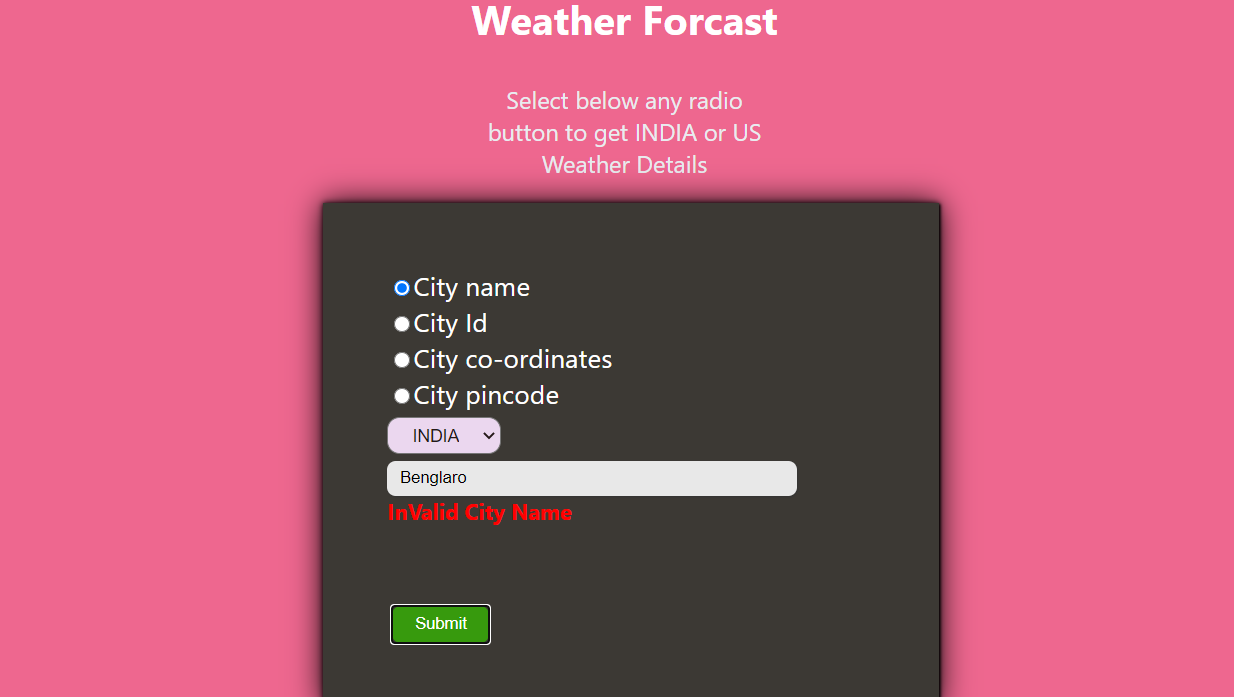 Weather Forcast
Select below any radio
button to get INDIA or US
Weather Details
City name
City Id
City co-ordinates
City pincode
INDIA
Benglaro
InValid City Name
Submit